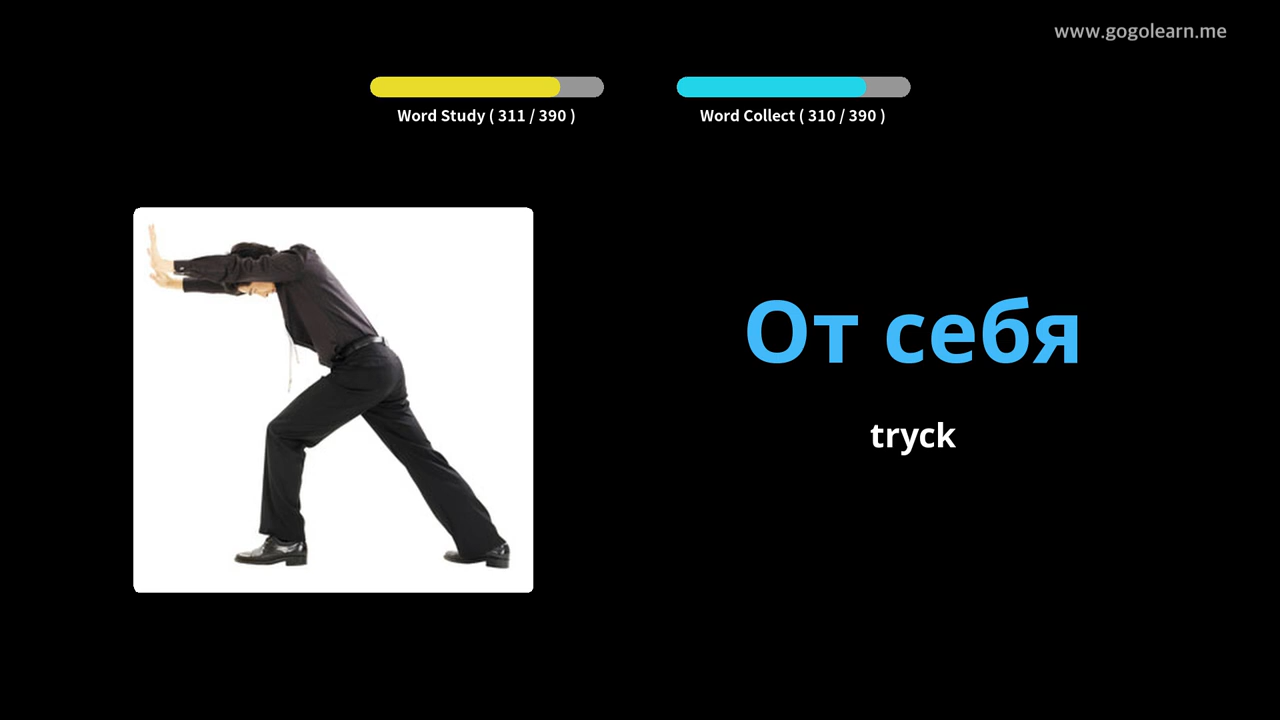 www.gogolearn.me
Word Study ( 311 / 390 )
Word Collect ( 310 / 390 )
От себя
tryck